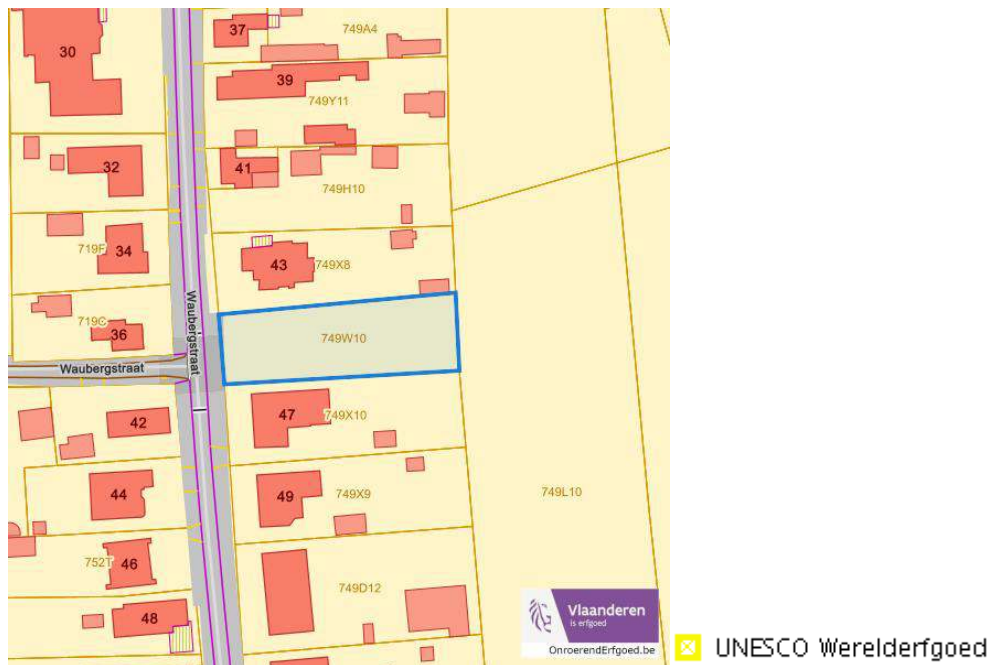 37
749A4
30
39
749Y11
32
41
749H10
719F
34
43
749X8
Waubergstraat
719C
36
749W10
Waubergstraat
42
47
749X10
44
49
749X9
749L10
752T
46
749D12
48
Vlaanderen
is erfgoed
OnroerendErfgoed.be
UNESCO Werelderfgoed